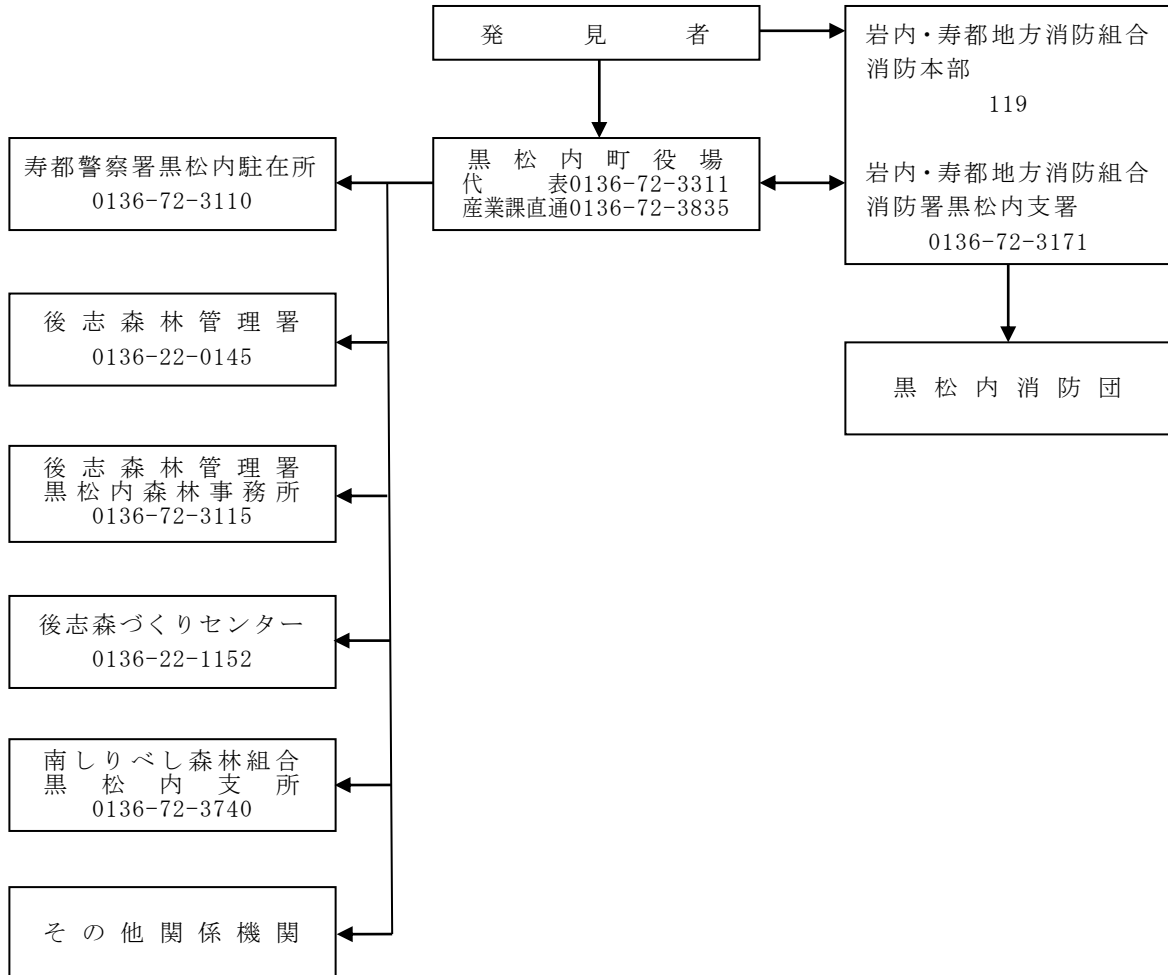 発見者
岩内・寿都地方消防組合
消防本部
119
岩内・寿都地方消防組合
消防署黒松内支署
0136-72-3171
黒松内町役場
代表0136-72-3311
産業課直通0136-72-3835
寿都警察署黒松内駐在所
0136-72-3110
後志森林管理署
0136-22-0145
黒松内消防団
後志森林管理署
黒松内森林事務所
0136-72-3115
後志森づくりセンター
0136-22-1152
南しりべし森林組合
黒松内支所
0136-72-3740
その他関係機関